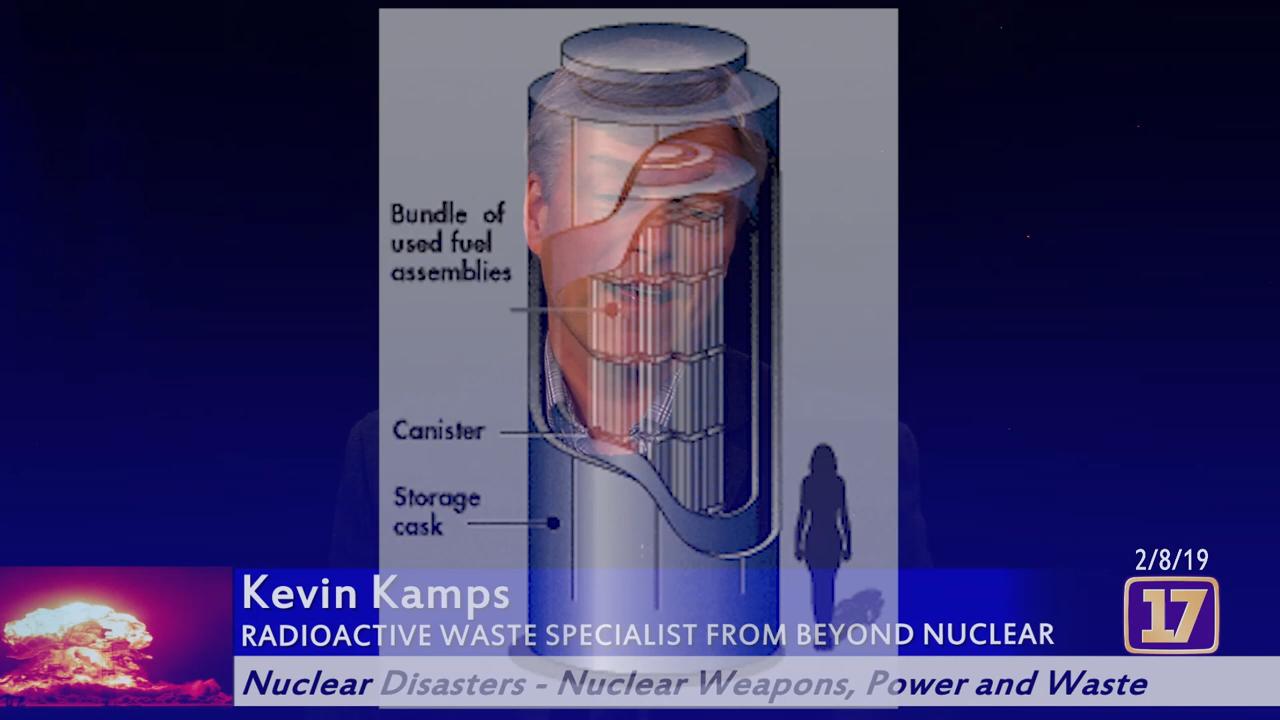 Bundle of
used fuel
assemblies
Canister
Storage
cask
2/8/19
17
Kevin Kamps
RADIOACTIVE WASTE SPECIALIST FROM BEYOND NUCLEAR
Nuclear Disasters - Nuclear Weapons, Power and Waste